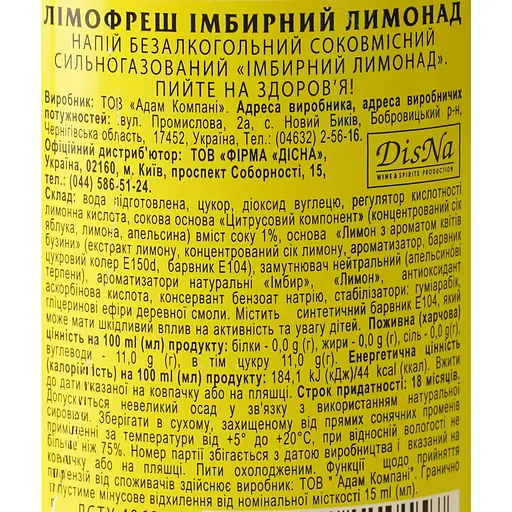 ЛІМОФРЕШ ІМБИРНИЙ ЛИМОНАД
НАПІЙ БЕЗАЛКОГОЛЬНИЙ СОКОВМІСНИЙ
СИЛЬНОГАЗОВАНИЙ «ІМБИРНИЙ ЛИМОНАД».
ПИЙТЕ НА ЗДОРОВ'Я!
Виробник: ТОВ «Адам Компані». Адреса виробника, адреса виробничих
потужностей: вул. Промислова, 2а, с. Новий Биків, Бобровицький р-н,
Чернігівська область, 17452, Україна, Тел.: (04632) 2-56-16.
Офіційний дистриб'ютор: ТОВ «ФІРМА «ДІСНА»,
Україна, 02160, м. Київ, проспект Соборності, 15,
тел.: (044) 586-51-24.
DisNa
WINE & SPIRITS PRODUCTION
Склад: вода підготовлена, цукор, діоксид вуглецю, регулятор кислотності
лимонна кислота, сокова основа «Цитрусовий компонент» (концентрований сік
яблука, лимона, апельсина) вміст соку 1%, основа «Лимон з ароматом квітів
бузини» (екстракт лимону, концентрований сік лимону, ароматизатор, барвник
цукровий колер Е150d, барвник Е104), замутнювач нейтральний (апельсинові
терпени), ароматизатори натуральні «Імбир», «Лимон», антиоксидант
аскорбінова кислота, консервант бензоат натрію, стабілізатори: гуміарабік,
гліцеринові ефіри деревної смоли. Містить синтетичний барвник Е104, який
може мати шкідливий вплив на активність та увагу дітей. Поживна (харчова)
цінність на 100 ml (мл) продукту: білки - 0,0 g(г), жири - 0,0 g(г), сіль - 0,0 g(г),
вуглеводи - 11,0 g(г), в тім цукру 11,0 g(г). Енергетична цінність
(калорійність) на 100 ml(мл) продукту: 184,1 kJ (кДж)/44 kcal (ккал). Вжити
до дати вказаної на ковпачку або на пляшці. Строк придатності: 18 місяців.
Допускується невеликий осад у зв'язку з використанням натуральної
сировини. Зберігати в сухому, захищеному від прямих сонячних променів
приміщенні за температури від +5° до +20°С, при відносній вологості не
більше ніж 75%. Номер партії збігається з датою виробництва і вказаний на
ковпачку або на пляшці. Пити охолодженим. Функції щодо прийняття
претензій від споживачів здійснює виробник: ТОВ " Адам Компані". Гранично
допустиме мінусове відхилення від номінальної місткості 15 ml (мл).